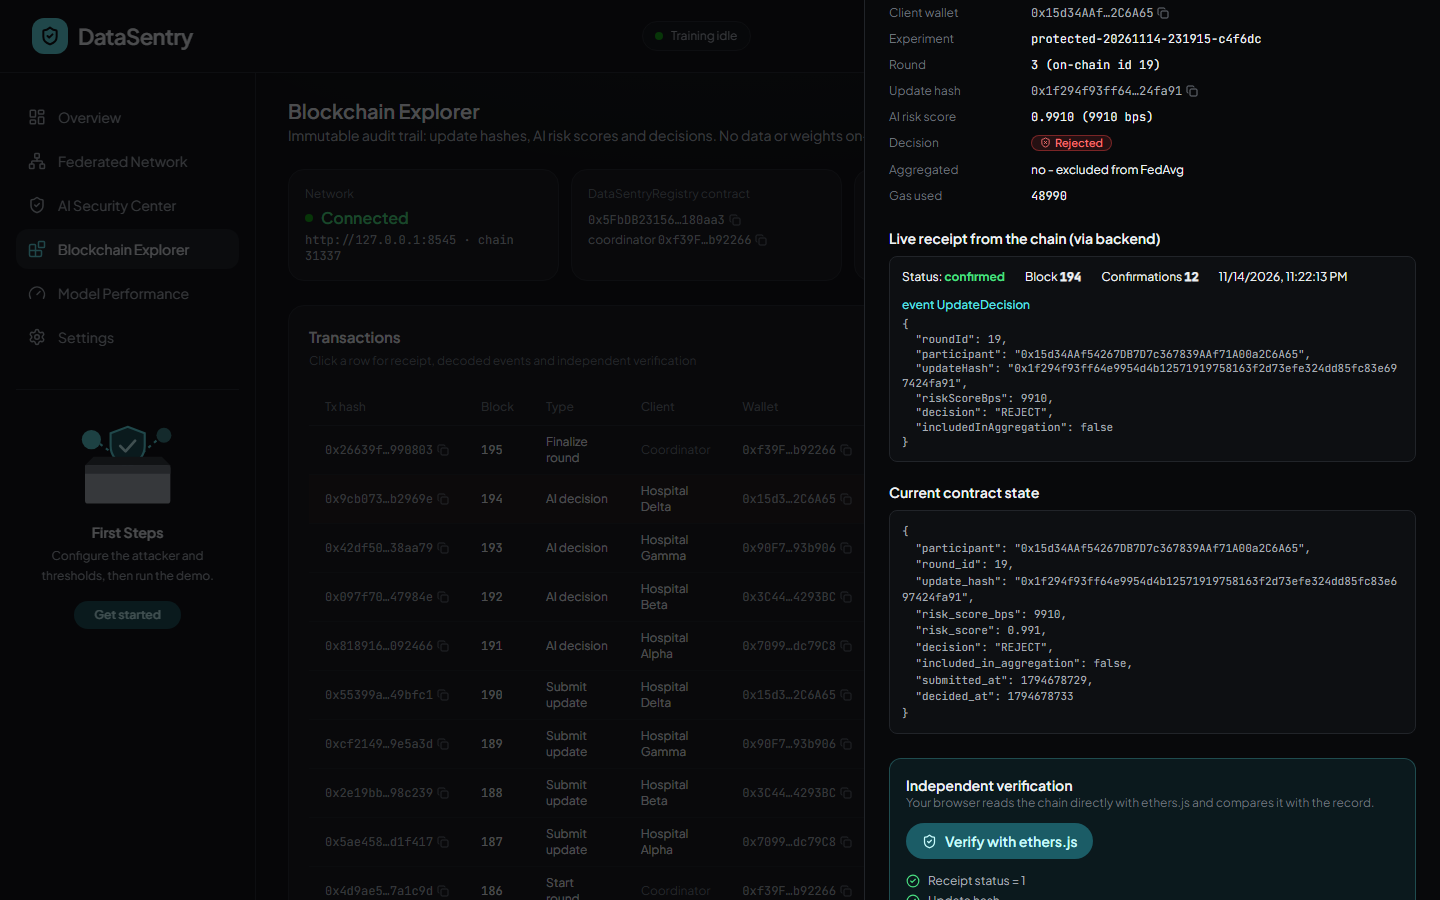 DataSentry
Training idle
Overview
Federated Network
AI Security Center
Blockchain Explorer
Model Performance
Settings
First Steps
Configure the attacker and
thresholds, then run the demo.
Get started
Blockchain Explorer
Immutable audit trail: update hashes, AI risk scores and decisions. No data or weights on-
Network
Connected
http://127.0.0.1:8545 · chain
31337
DataSentryRegistry contract
0x5FbDB23156…180aa3
coordinator 0xf39F…b92266
Transactions
Click a row for receipt, decoded events and independent verification
Tx hash Block Type Client Wallet
0x26639f…990803 195 Finalize round Coordinator 0xf39F…b92266
0x9cb073…b2969e 194 AI decision Hospital Delta 0x15d3…2C6A65
0x42df50…38aa79 193 AI decision Hospital Gamma 0x90F7…93b906
0x097f70…47984e 192 AI decision Hospital Beta 0x3C44…4293BC
0x818916…092466 191 AI decision Hospital Alpha 0x7099…dc79C8
0x55399a…49bfc1 190 Submit update Hospital Delta 0x15d3…2C6A65
0xcf2149…9e5a3d 189 Submit update Hospital Gamma 0x90F7…93b906
0x2e19bb…98c239 188 Submit update Hospital Beta 0x3C44…4293BC
0x5ae458…d1f417 187 Submit update Hospital Alpha 0x7099…dc79C8
0x4d9ae5…7a1c9d 186 Start round Coordinator 0xf39F…b92266
Client wallet 0x15d34AAf…2C6A65
Experiment protected-20261114-231915-c4f6dc
Round 3 (on-chain id 19)
Update hash 0x1f294f93ff64…24fa91
AI risk score 0.9910 (9910 bps)
Decision Rejected
Aggregated no - excluded from FedAvg
Gas used 48990
Live receipt from the chain (via backend)
Status: confirmed Block 194 Confirmations 12 11/14/2026, 11:22:13 PM
event UpdateDecision
{
"roundId": 19,
"participant": "0x15d34AAf54267DB7D7c367839AAf71A00a2C6A65",
"updateHash": "0x1f294f93ff64e9954d4b12571919758163f2d73efe324dd85fc83e69
7424fa91",
"riskScoreBps": 9910,
"decision": "REJECT",
"includedInAggregation": false
}
Current contract state
{
"participant": "0x15d34AAf54267DB7D7c367839AAf71A00a2C6A65",
"round_id": 19,
"update_hash": "0x1f294f93ff64e9954d4b12571919758163f2d73efe324dd85fc83e6
97424fa91",
"risk_score_bps": 9910,
"risk_score": 0.991,
"decision": "REJECT",
"included_in_aggregation": false,
"submitted_at": 1794678729,
"decided_at": 1794678733
}
Independent verification
Your browser reads the chain directly with ethers.js and compares it with the record.
Verify with ethers.js
Receipt status = 1
Update hash